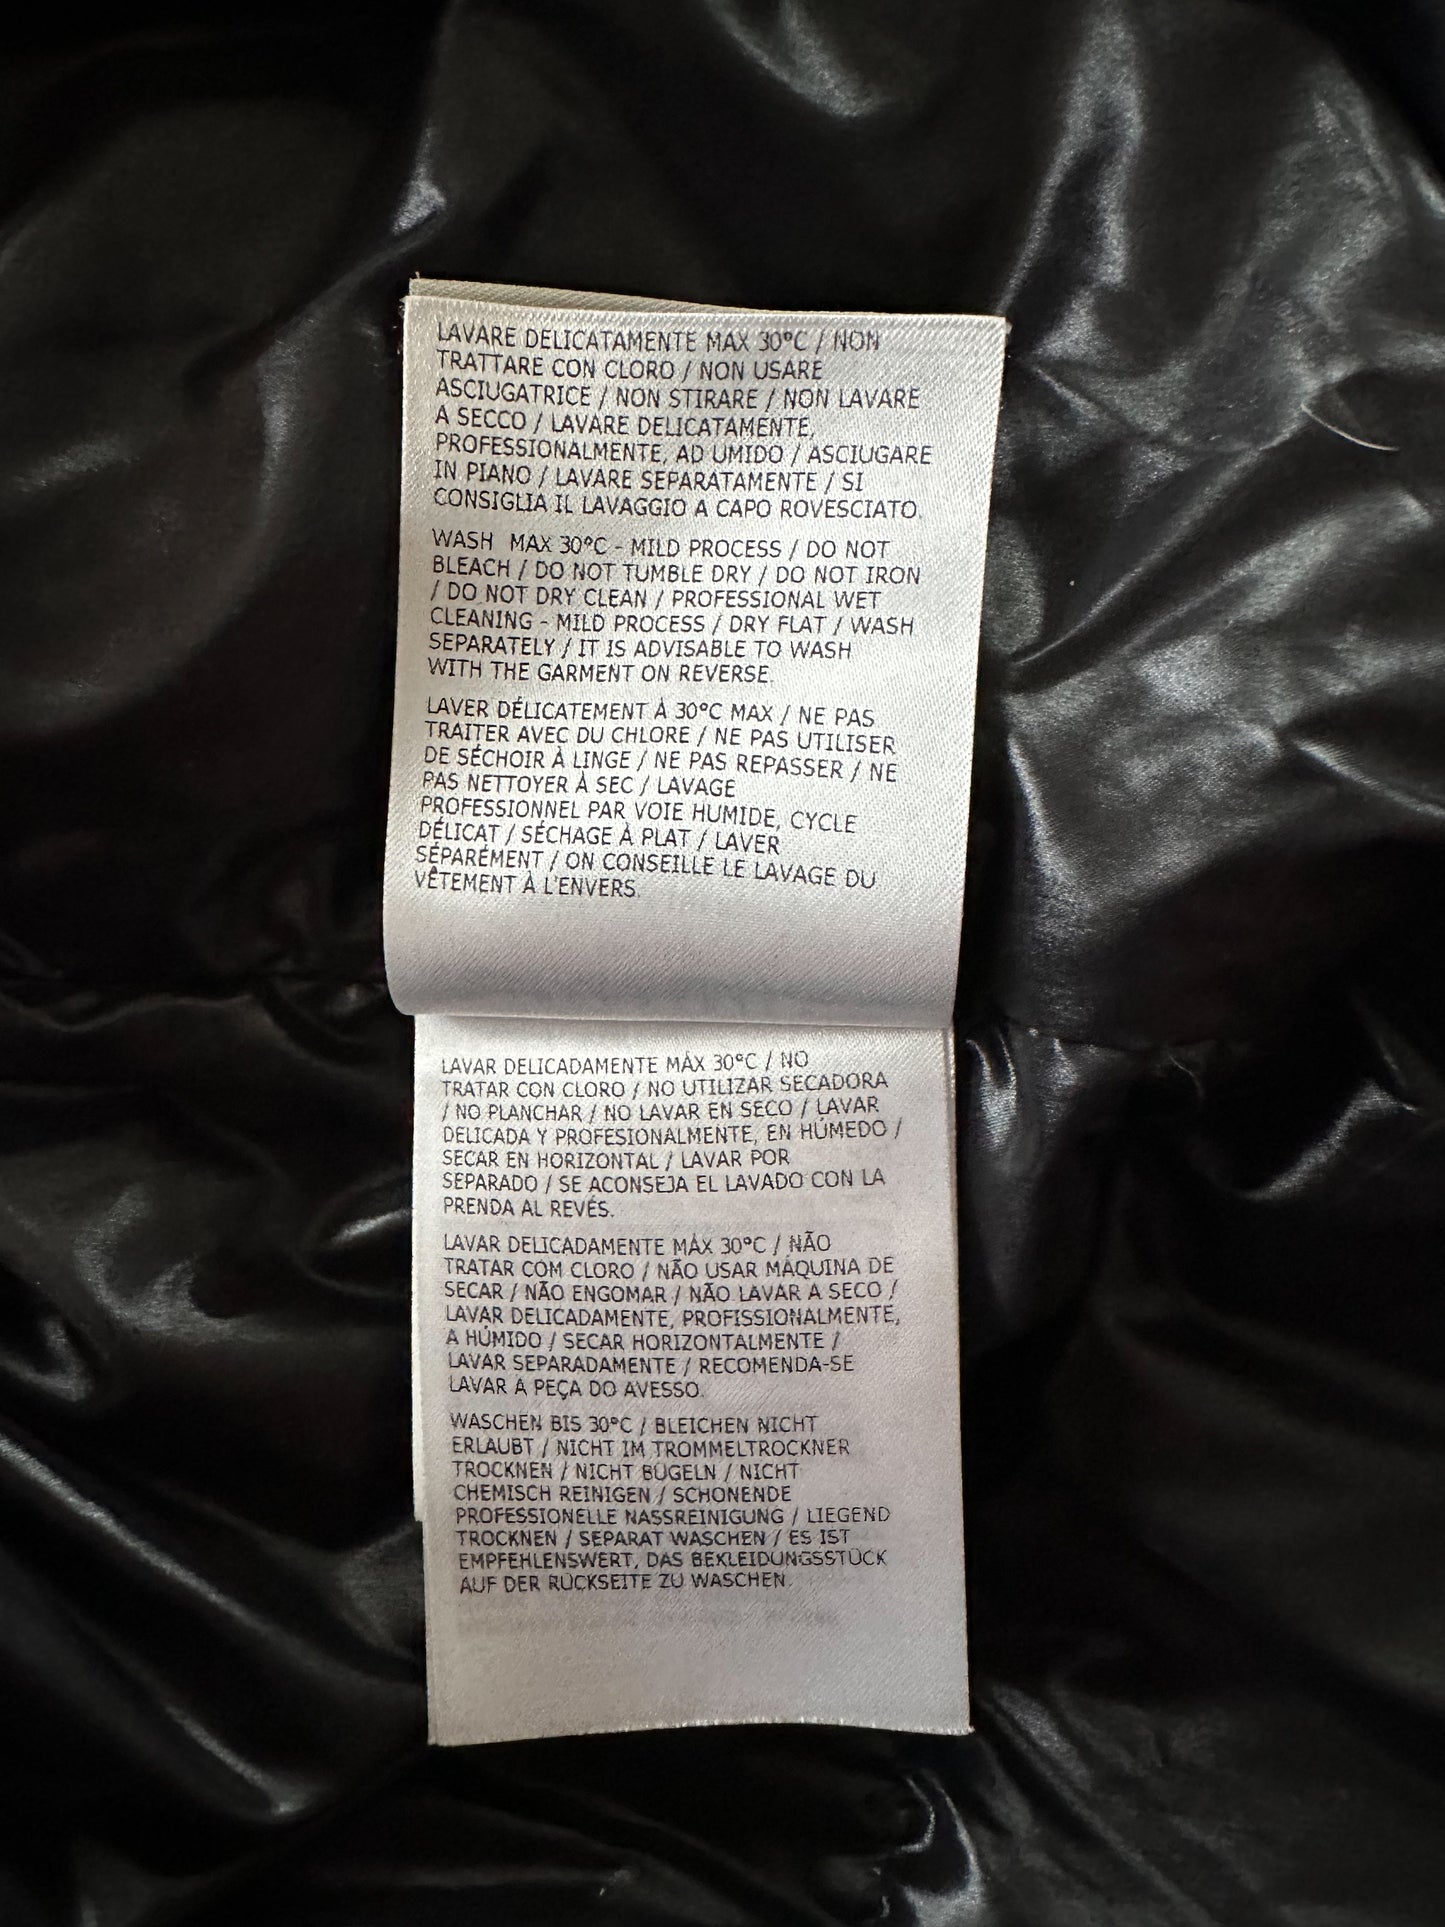 LAVARE DELICATAMENTE MAX 30°C / NON
TRATTARE CON CLORO / NON USARE
ASCIUGATRICE / NON STIRARE / NON LAVARE
A SECCO / LAVARE DELICATAMENTE,
PROFESSIONALMENTE, AD UMIDO / ASCIUGARE
IN PIANO / LAVARE SEPARATAMENTE / SI
CONSIGLIA IL LAVAGGIO A CAPO ROVESCIATO.
WASH MAX 30°C - MILD PROCESS / DO NOT
BLEACH / DO NOT TUMBLE DRY / DO NOT IRON
/ DO NOT DRY CLEAN / PROFESSIONAL WET
CLEANING - MILD PROCESS / DRY FLAT / WASH
SEPARATELY / IT IS ADVISABLE TO WASH
WITH THE GARMENT ON REVERSE.
LAVER DÉLICATEMENT À 30°C MAX / NE PAS
TRAITER AVEC DU CHLORE / NE PAS UTILISER
DE SÉCHOIR À LINGE / NE PAS REPASSER / NE
PAS NETTOYER À SEC / LAVAGE
PROFESSIONNEL PAR VOIE HUMIDE, CYCLE
DÉLICAT / SÉCHAGE À PLAT / LAVER
SÉPARÉMENT / ON CONSEILLE LE LAVAGE DU
VÊTEMENT À L'ENVERS.
LAVAR DELICADAMENTE MÁX 30°C / NO
TRATAR CON CLORO / NO UTILIZAR SECADORA
/ NO PLANCHAR / NO LAVAR EN SECO / LAVAR
DELICADA Y PROFESIONALMENTE, EN HÚMEDO /
SECAR EN HORIZONTAL / LAVAR POR
SEPARADO / SE ACONSEJA EL LAVADO CON LA
PRENDA AL REVÉS.
LAVAR DELICADAMENTE MÁX 30°C / NÃO
TRATAR COM CLORO / NÃO USAR MÁQUINA DE
SECAR / NÃO ENGOMAR / NÃO LAVAR A SECO /
LAVAR DELICADAMENTE, PROFISSIONALMENTE,
A HÚMIDO / SECAR HORIZONTALMENTE /
LAVAR SEPARADAMENTE / RECOMENDA-SE
LAVAR A PEÇA DO AVESSO.
WASCHEN BIS 30°C / BLEICHEN NICHT
ERLAUBT / NICHT IM TROMMELTROCKNER
TROCKNEN / NICHT BÜGELN / NICHT
CHEMISCH REINIGEN / SCHONENDE
PROFESSIONELLE NASSREINIGUNG / LIEGEND
TROCKNEN / SEPARAT WASCHEN / ES IST
EMPFEHLENSWERT, DAS BEKLEIDUNGSSTÜCK
AUF DER RÜCKSEITE ZU WASCHEN.